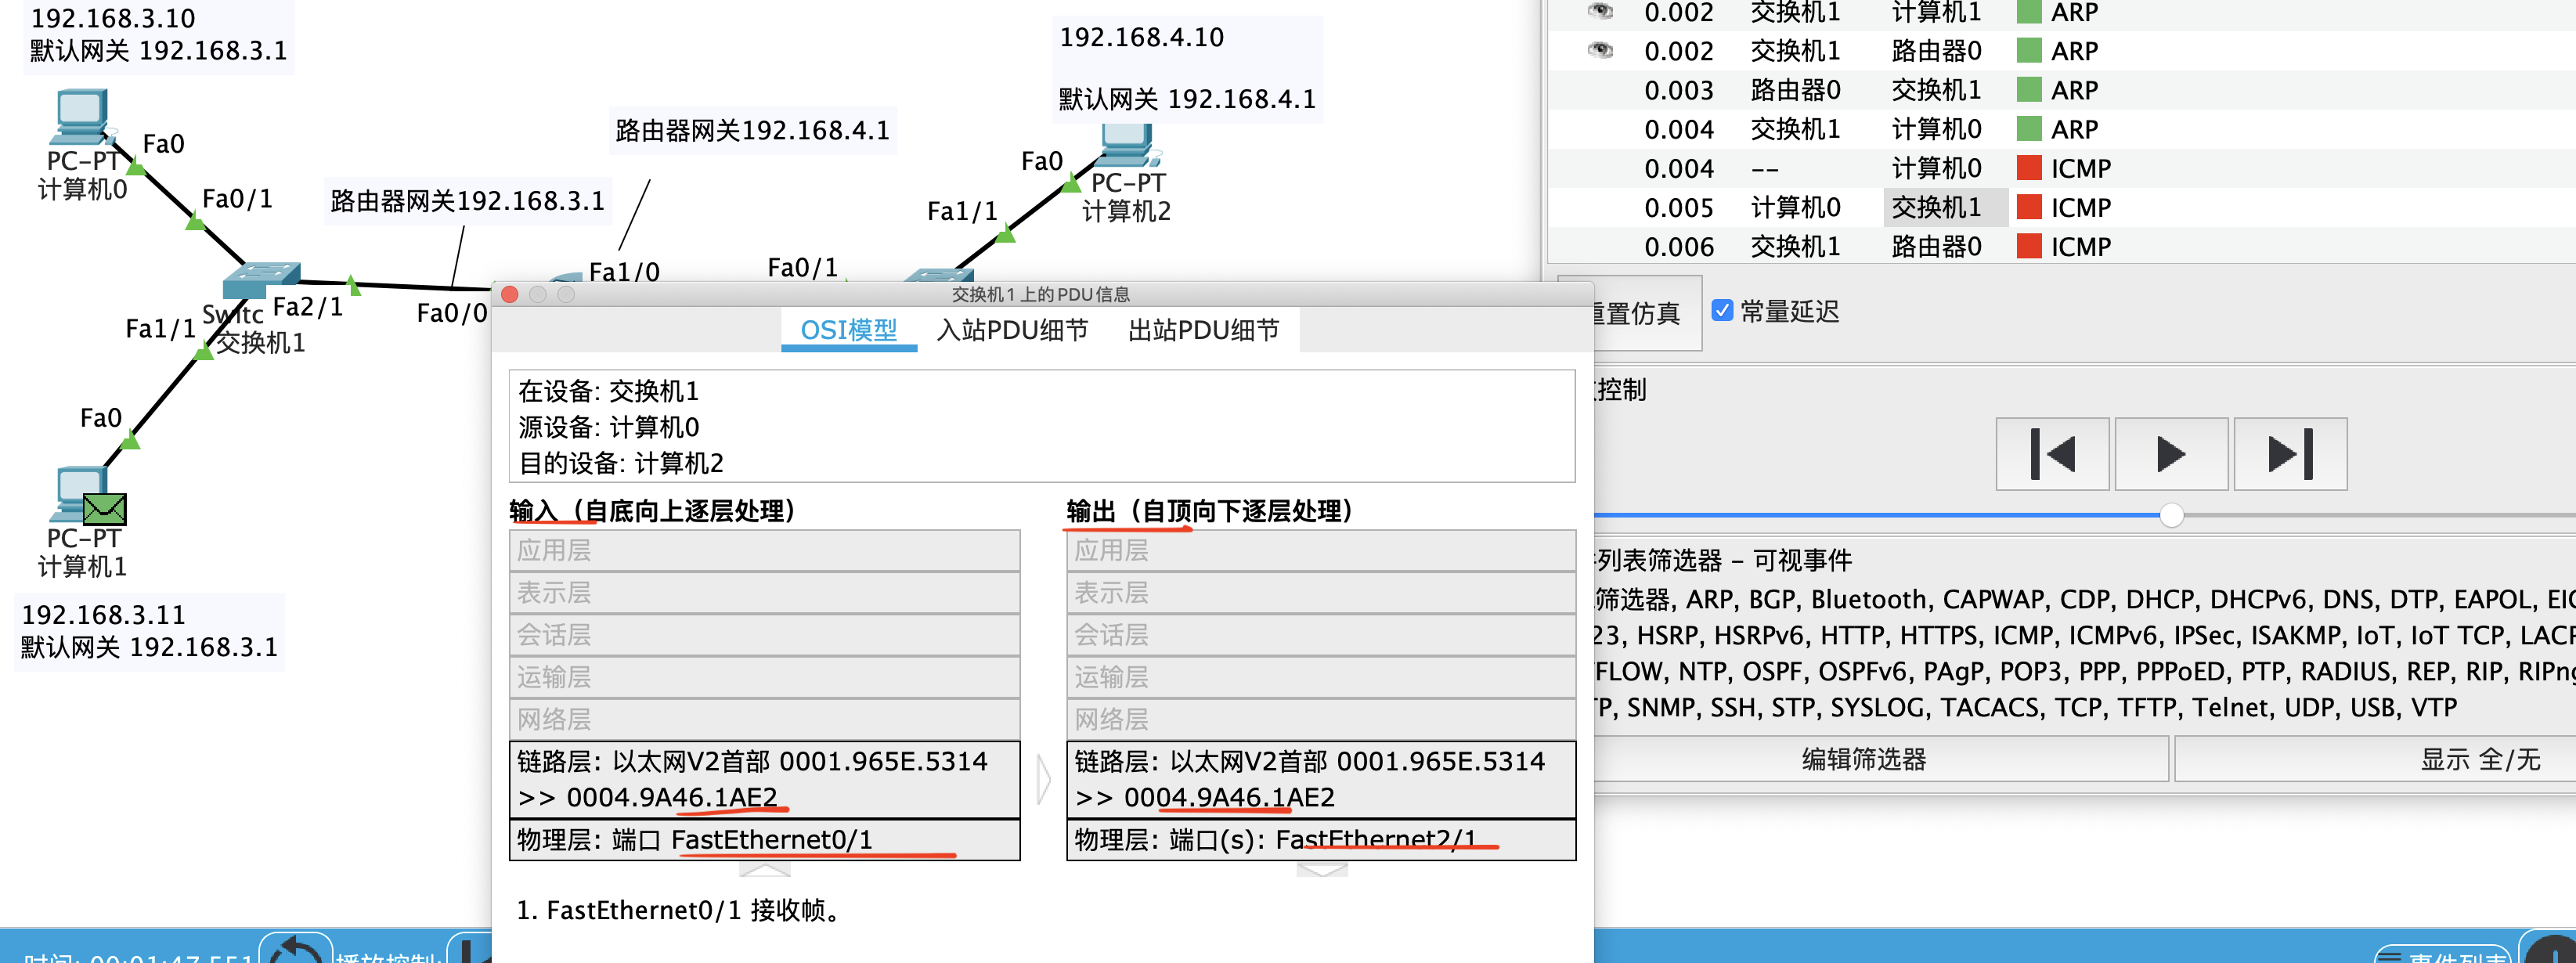 192.168.3.10
默认网关 192.168.3.1
PC-PT
计算机0
Fa0
Fa0/1
路由器网关192.168.3.1
路由器网关192.168.4.1
192.168.4.10
默认网关 192.168.4.1
Fa0
PC-PT
计算机2
Fa1/1
Fa0/1
Fa1/0
Fa0/0
Fa2/1
Switc
交换机1
Fa1/1
Fa0
PC-PT
计算机1
192.168.3.11
默认网关 192.168.3.1
交换机1 上的PDU信息
OSI模型 入站PDU细节 出站PDU细节
在设备: 交换机1
源设备: 计算机0
目的设备: 计算机2
输入（自底向上逐层处理）
应用层
表示层
会话层
运输层
网络层
链路层: 以太网V2首部 0001.965E.5314
>> 0004.9A46.1AE2
物理层: 端口 FastEthernet0/1
输出（自顶向下逐层处理）
应用层
表示层
会话层
运输层
网络层
链路层: 以太网V2首部 0001.965E.5314
>> 0004.9A46.1AE2
物理层: 端口(s): FastEthernet2/1
1. FastEthernet0/1 接收帧。
0.002 交换机1 计算机1 ARP
0.002 交换机1 路由器0 ARP
0.003 路由器0 交换机1 ARP
0.004 交换机1 计算机0 ARP
0.004 -- 计算机0 ICMP
0.005 计算机0 交换机1 ICMP
0.006 交换机1 路由器0 ICMP
重置仿真 常量延迟
控制
列表筛选器 – 可视事件
筛选器, ARP, BGP, Bluetooth, CAPWAP, CDP, DHCP, DHCPv6, DNS, DTP, EAPOL,
23, HSRP, HSRPv6, HTTP, HTTPS, ICMP, ICMPv6, IPSec, ISAKMP, IoT, IoT TCP,
FLOW, NTP, OSPF, OSPFv6, PAgP, POP3, PPP, PPPoED, PTP, RADIUS, REP, RIP,
TP, SNMP, SSH, STP, SYSLOG, TACACS, TCP, TFTP, Telnet, UDP, USB, VTP
编辑筛选器 显示 全/无
时间: 00:01:47.551 播放控制:
事件列表